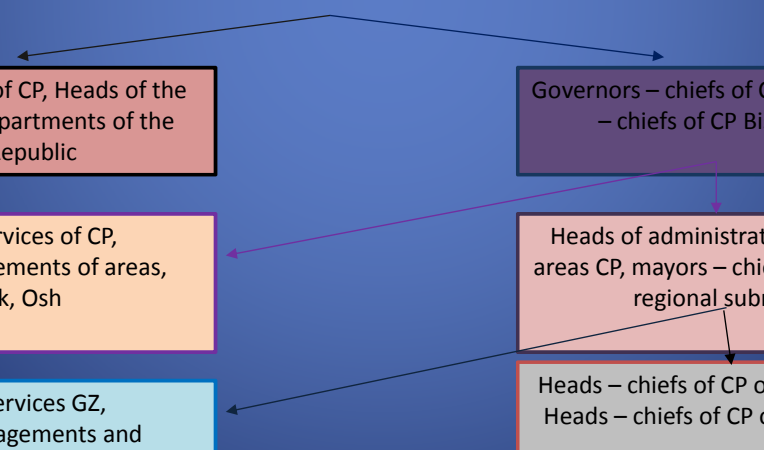 of CP, Heads of the
partments of the
epublic
Governors – chiefs of C
– chiefs of CP Bi
rvices of CP,
ements of areas,
k, Osh
Heads of administrat
areas CP, mayors – chie
regional subr
ervices GZ,
agements and
Heads – chiefs of CP o
Heads – chiefs of CP o